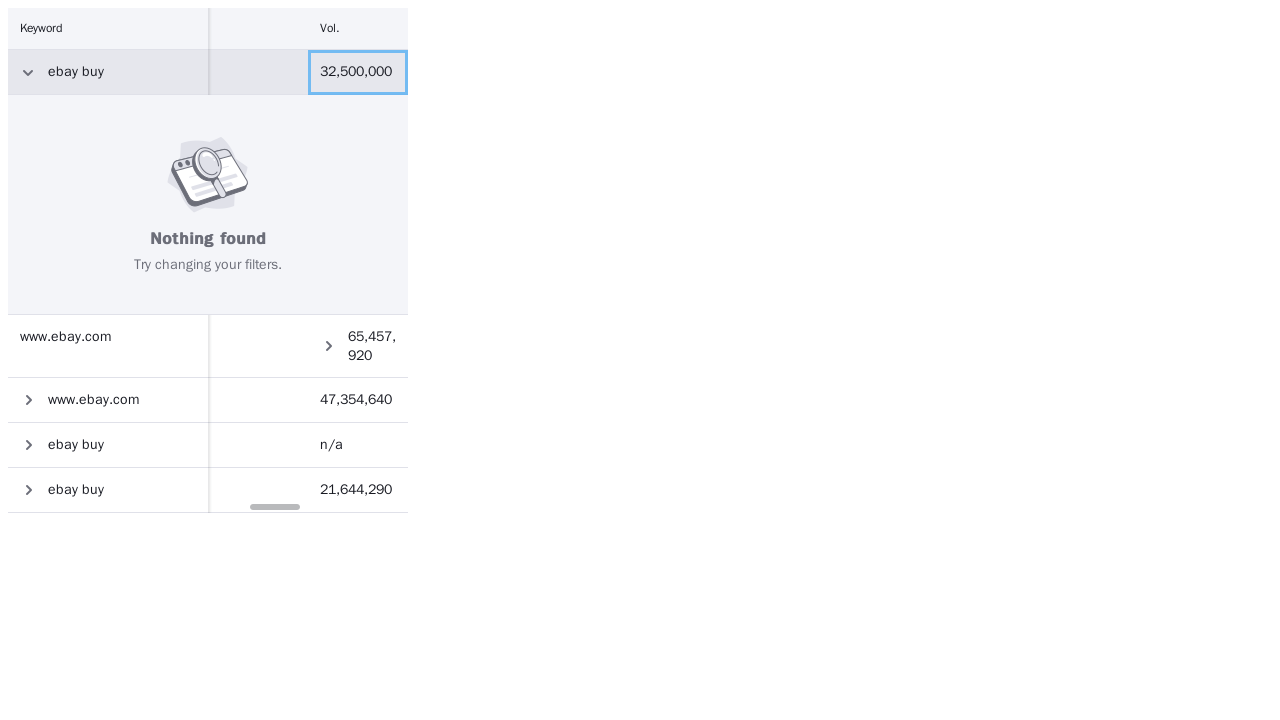 Keyword Vol.
ebay buy 32,500,000
Nothing found
Try changing your filters.
www.ebay.com 65,457,
920
www.ebay.com 47,354,640
ebay buy n/a
ebay buy 21,644,290